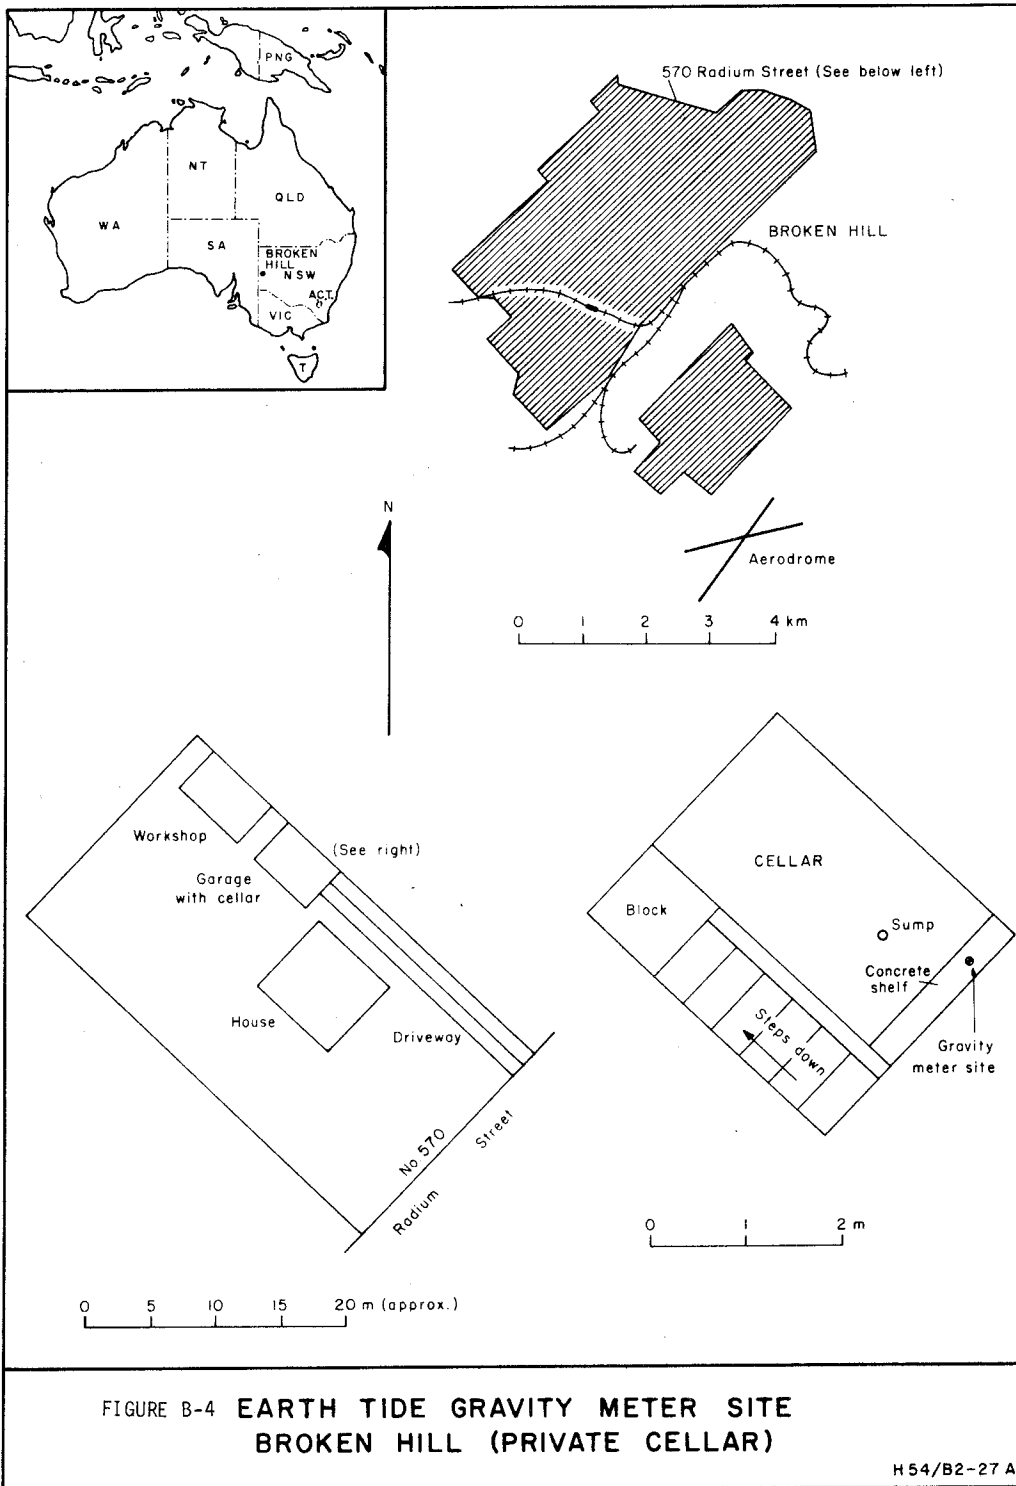 PNG
NT
QLD
WA
SA
BROKEN
HILL
NSW
A.C.T.
VIC
T
570 Radium Street (See below left)
BROKEN HILL
Aerodrome
0 1 2 3 4 km
N
Workshop
(See right)
Garage
with cellar
House
Driveway
No. 570
Radium Street
0 5 10 15 20 m (approx.)
CELLAR
Block
Sump
Concrete
shelf
Steps down
Gravity
meter site
0 1 2 m
FIGURE B-4 EARTH TIDE GRAVITY METER SITE
BROKEN HILL (PRIVATE CELLAR)
H54/B2-27A